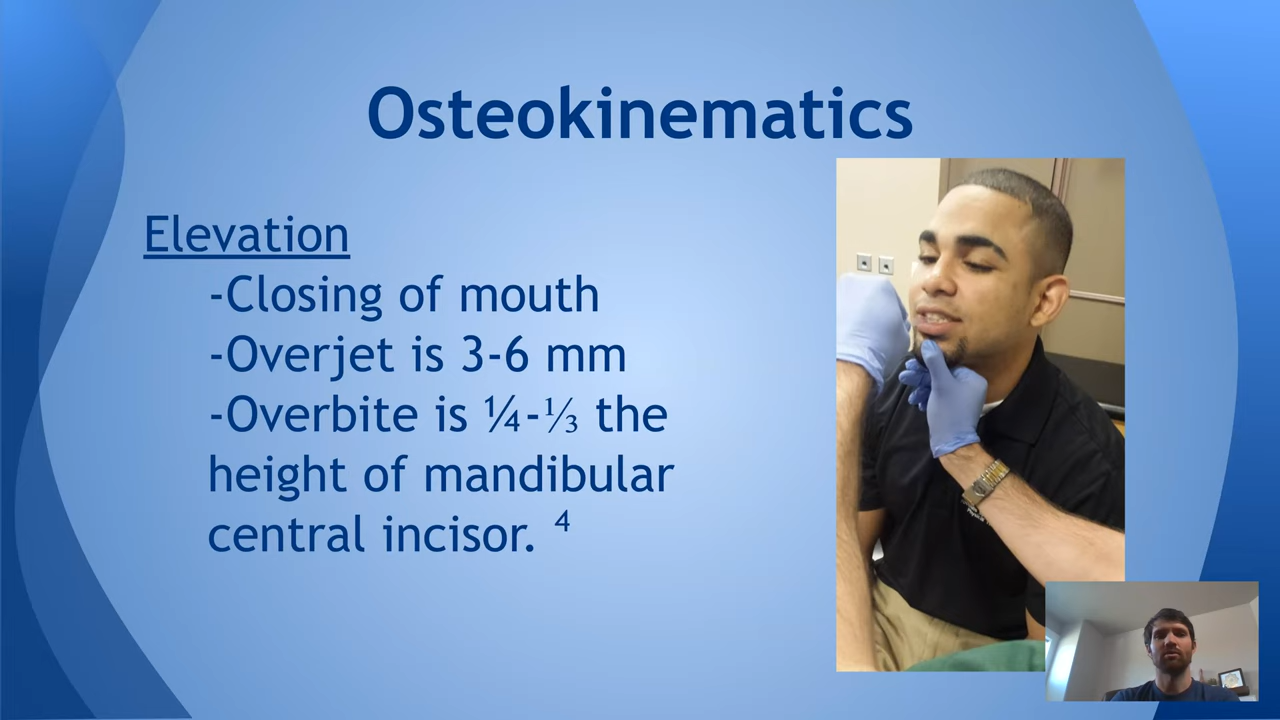 Osteokinematics
Elevation
-Closing of mouth
-Overjet is 3-6 mm
-Overbite is ¼-⅓ the
height of mandibular
central incisor. ⁴